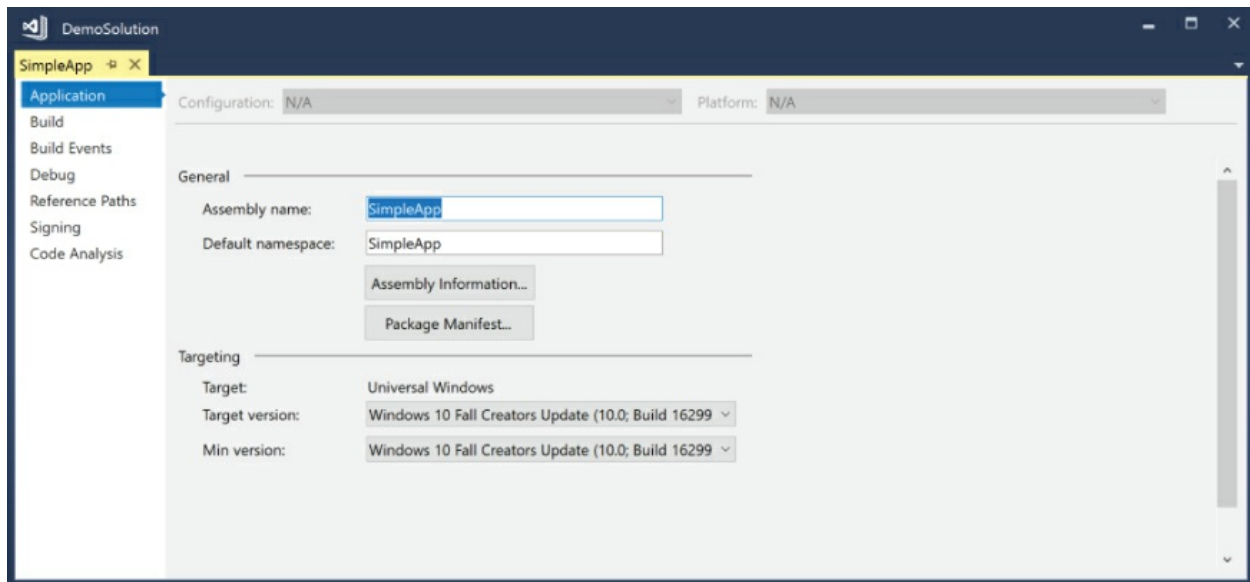 DemoSolution
SimpleApp
Application
Build
Build Events
Debug
Reference Paths
Signing
Code Analysis
Configuration: N/A Platform: N/A
General
Assembly name: SimpleApp
Default namespace: SimpleApp
Assembly Information...
Package Manifest...
Targeting
Target: Universal Windows
Target version: Windows 10 Fall Creators Update (10.0; Build 16299
Min version: Windows 10 Fall Creators Update (10.0; Build 16299